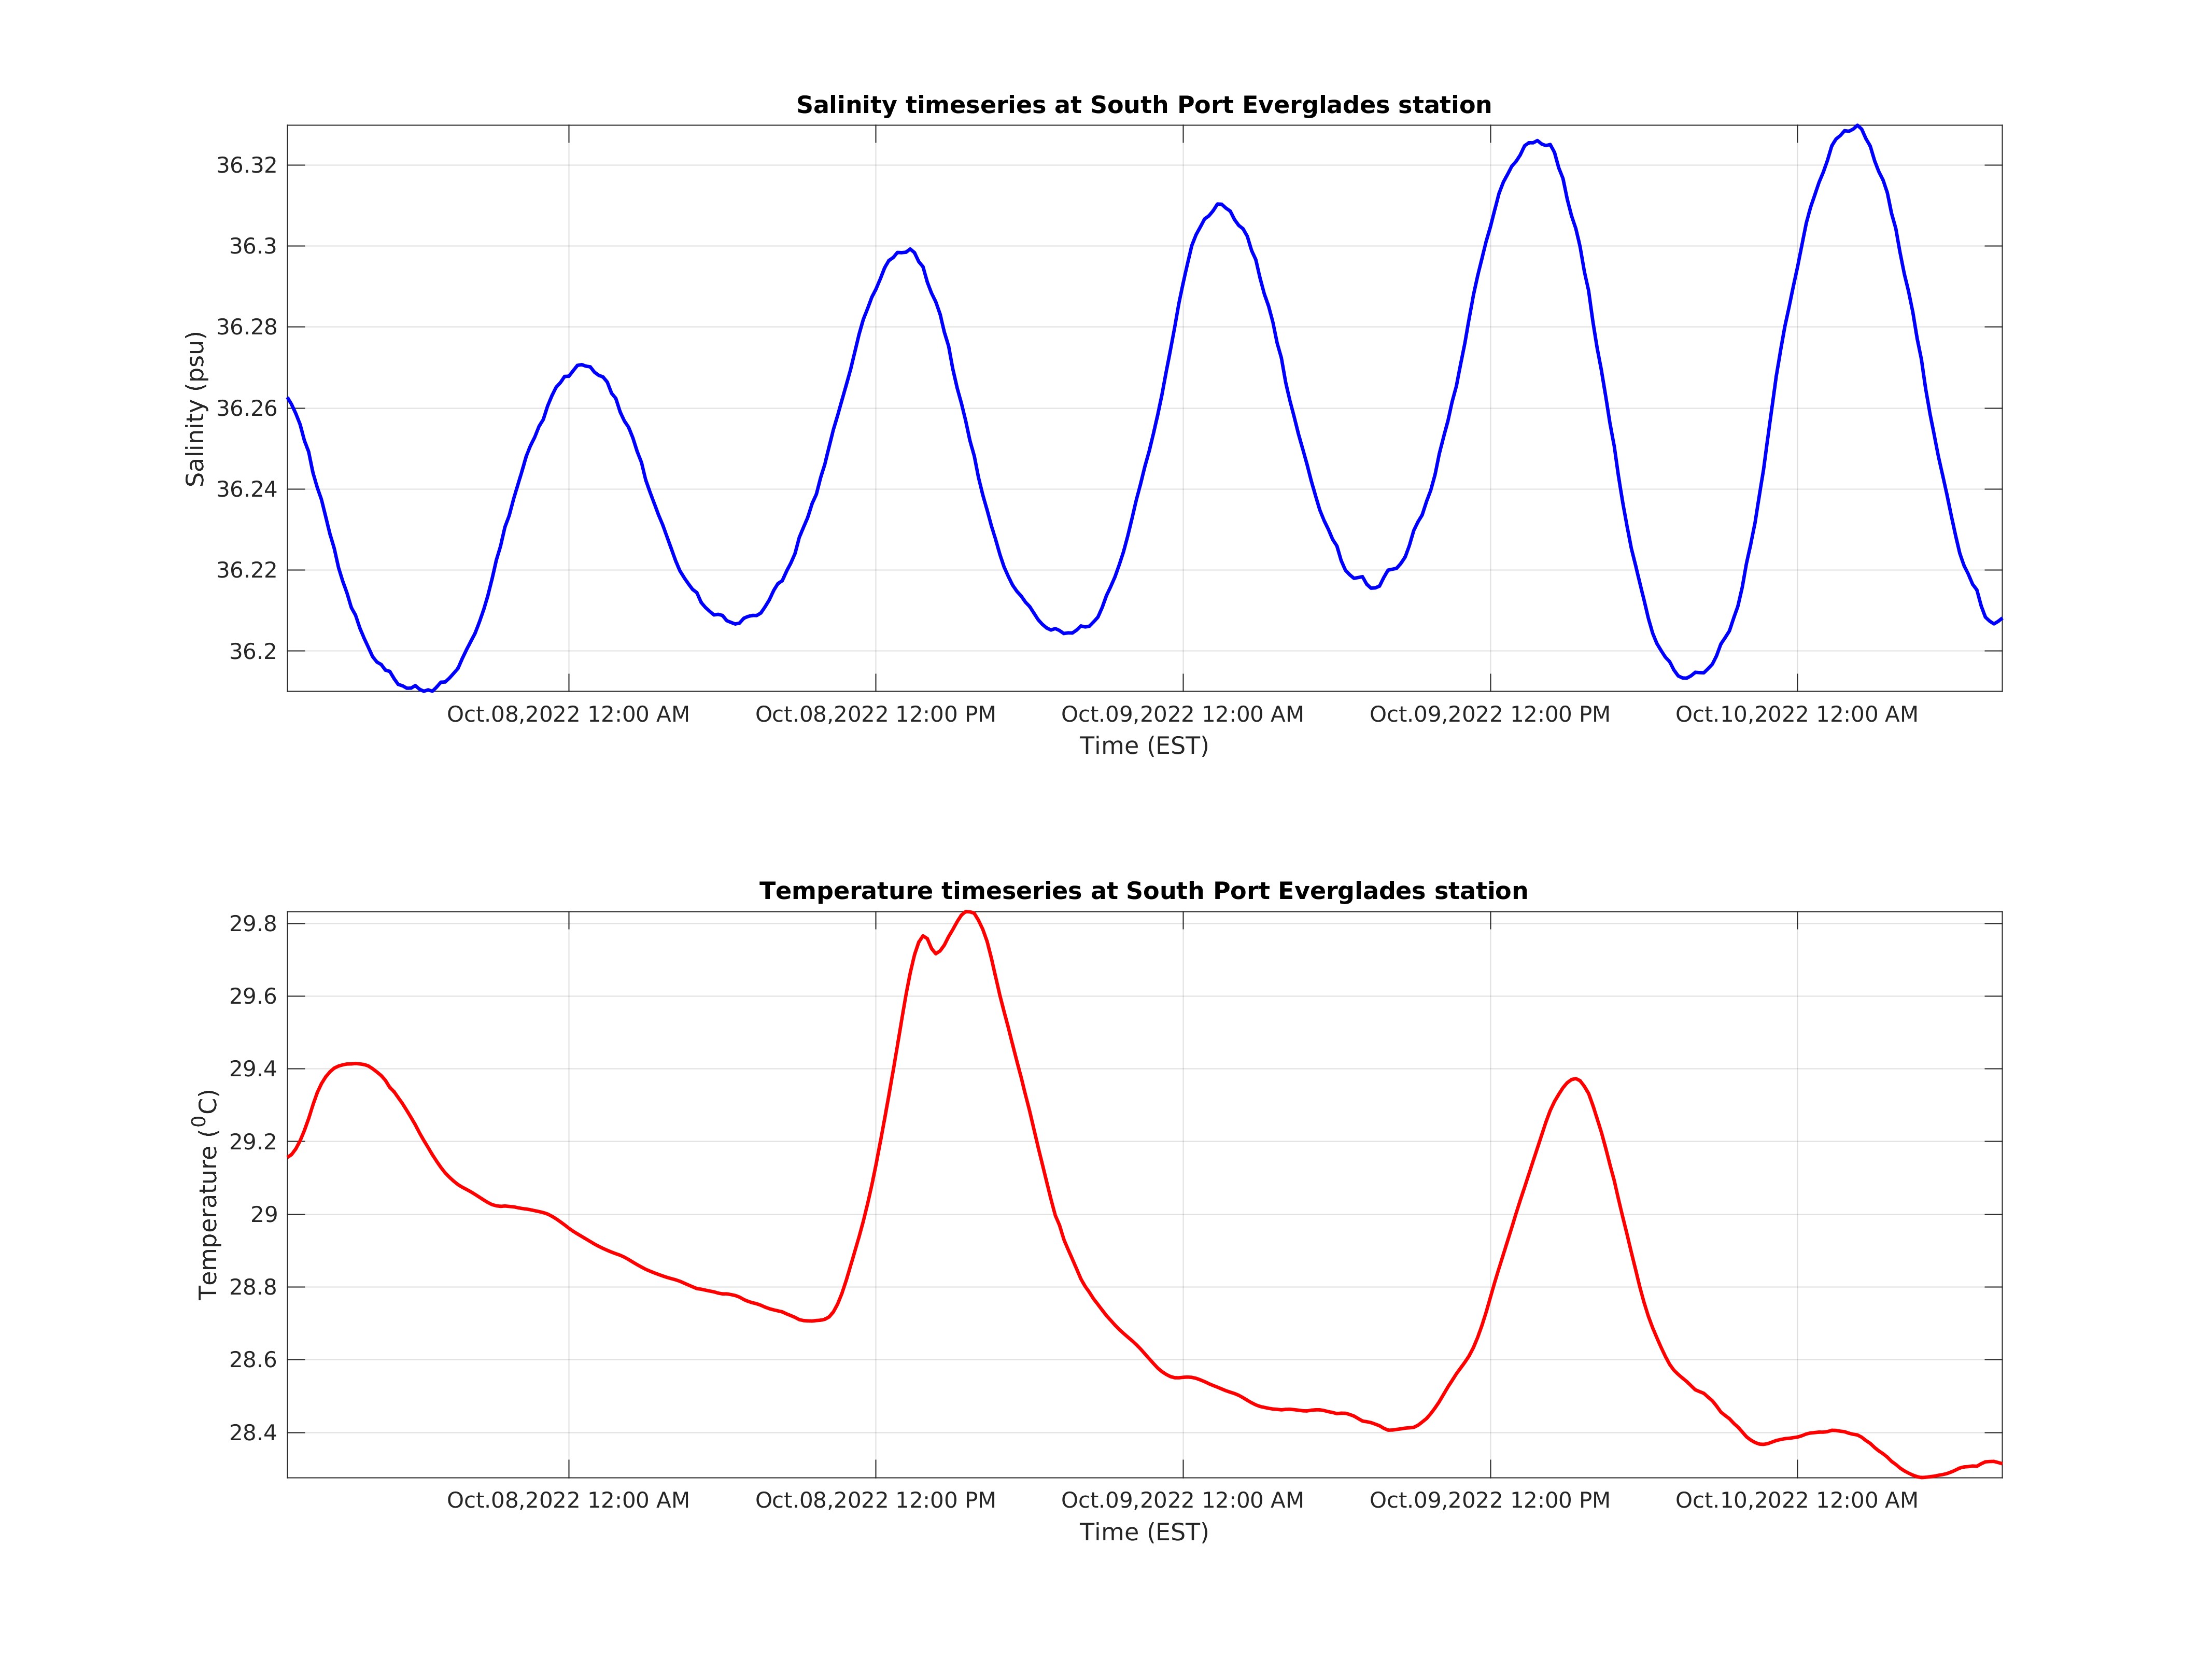 Salinity timeseries at South Port Everglades station
36.32
36.3
36.28
36.26
36.24
36.22
36.2
Salinity (psu)
Oct.08,2022 12:00 AM Oct.08,2022 12:00 PM Oct.09,2022 12:00 AM Oct.09,2022 12:00 PM Oct.10,2022 12:00 AM
Time (EST)
Temperature timeseries at South Port Everglades station
29.8
29.6
29.4
29.2
29
28.8
28.6
28.4
Temperature (⁰C)
Oct.08,2022 12:00 AM Oct.08,2022 12:00 PM Oct.09,2022 12:00 AM Oct.09,2022 12:00 PM Oct.10,2022 12:00 AM
Time (EST)